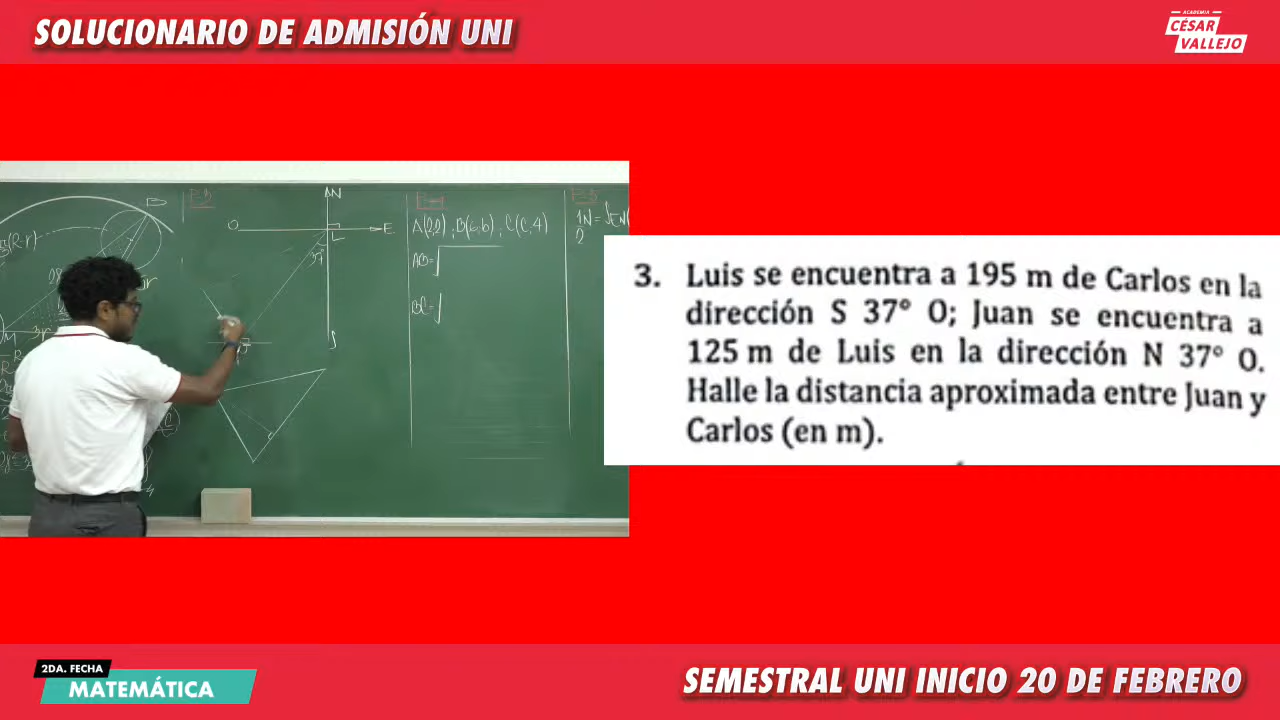 SOLUCIONARIO DE ADMISIÓN UNI
ACADEMIA
CÉSAR
VALLEJO
N
O
E
L
S
A(2,2), B(6,b), C(c,4)
AB=√
BC=√
3. Luis se encuentra a 195 m de Carlos en la
dirección S 37° O; Juan se encuentra a
125 m de Luis en la dirección N 37° O.
Halle la distancia aproximada entre Juan y
Carlos (en m).
2DA. FECHA
MATEMÁTICA
SEMESTRAL UNI INICIO 20 DE FEBRERO